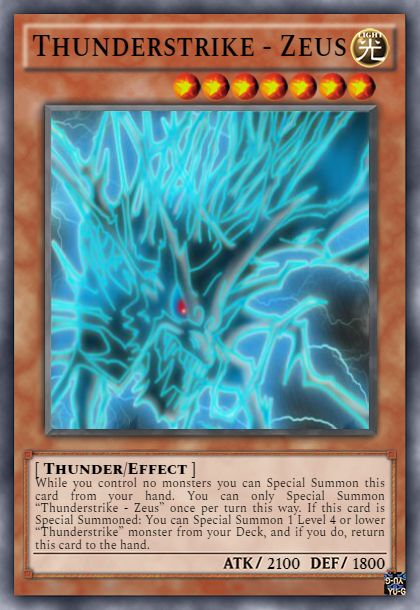 Thunderstrike - Zeus
LIGHT
光
[ Thunder/Effect ]
While you control no monsters you can Special Summon this
card from your hand. You can only Special Summon
“Thunderstrike - Zeus” once per turn this way. If this card is
Special Summoned: You can Special Summon 1 Level 4 or lower
“Thunderstrike” monster from your Deck, and if you do, return
this card to the hand.
ATK/ 2100 DEF/ 1800
YU-G
YU-G